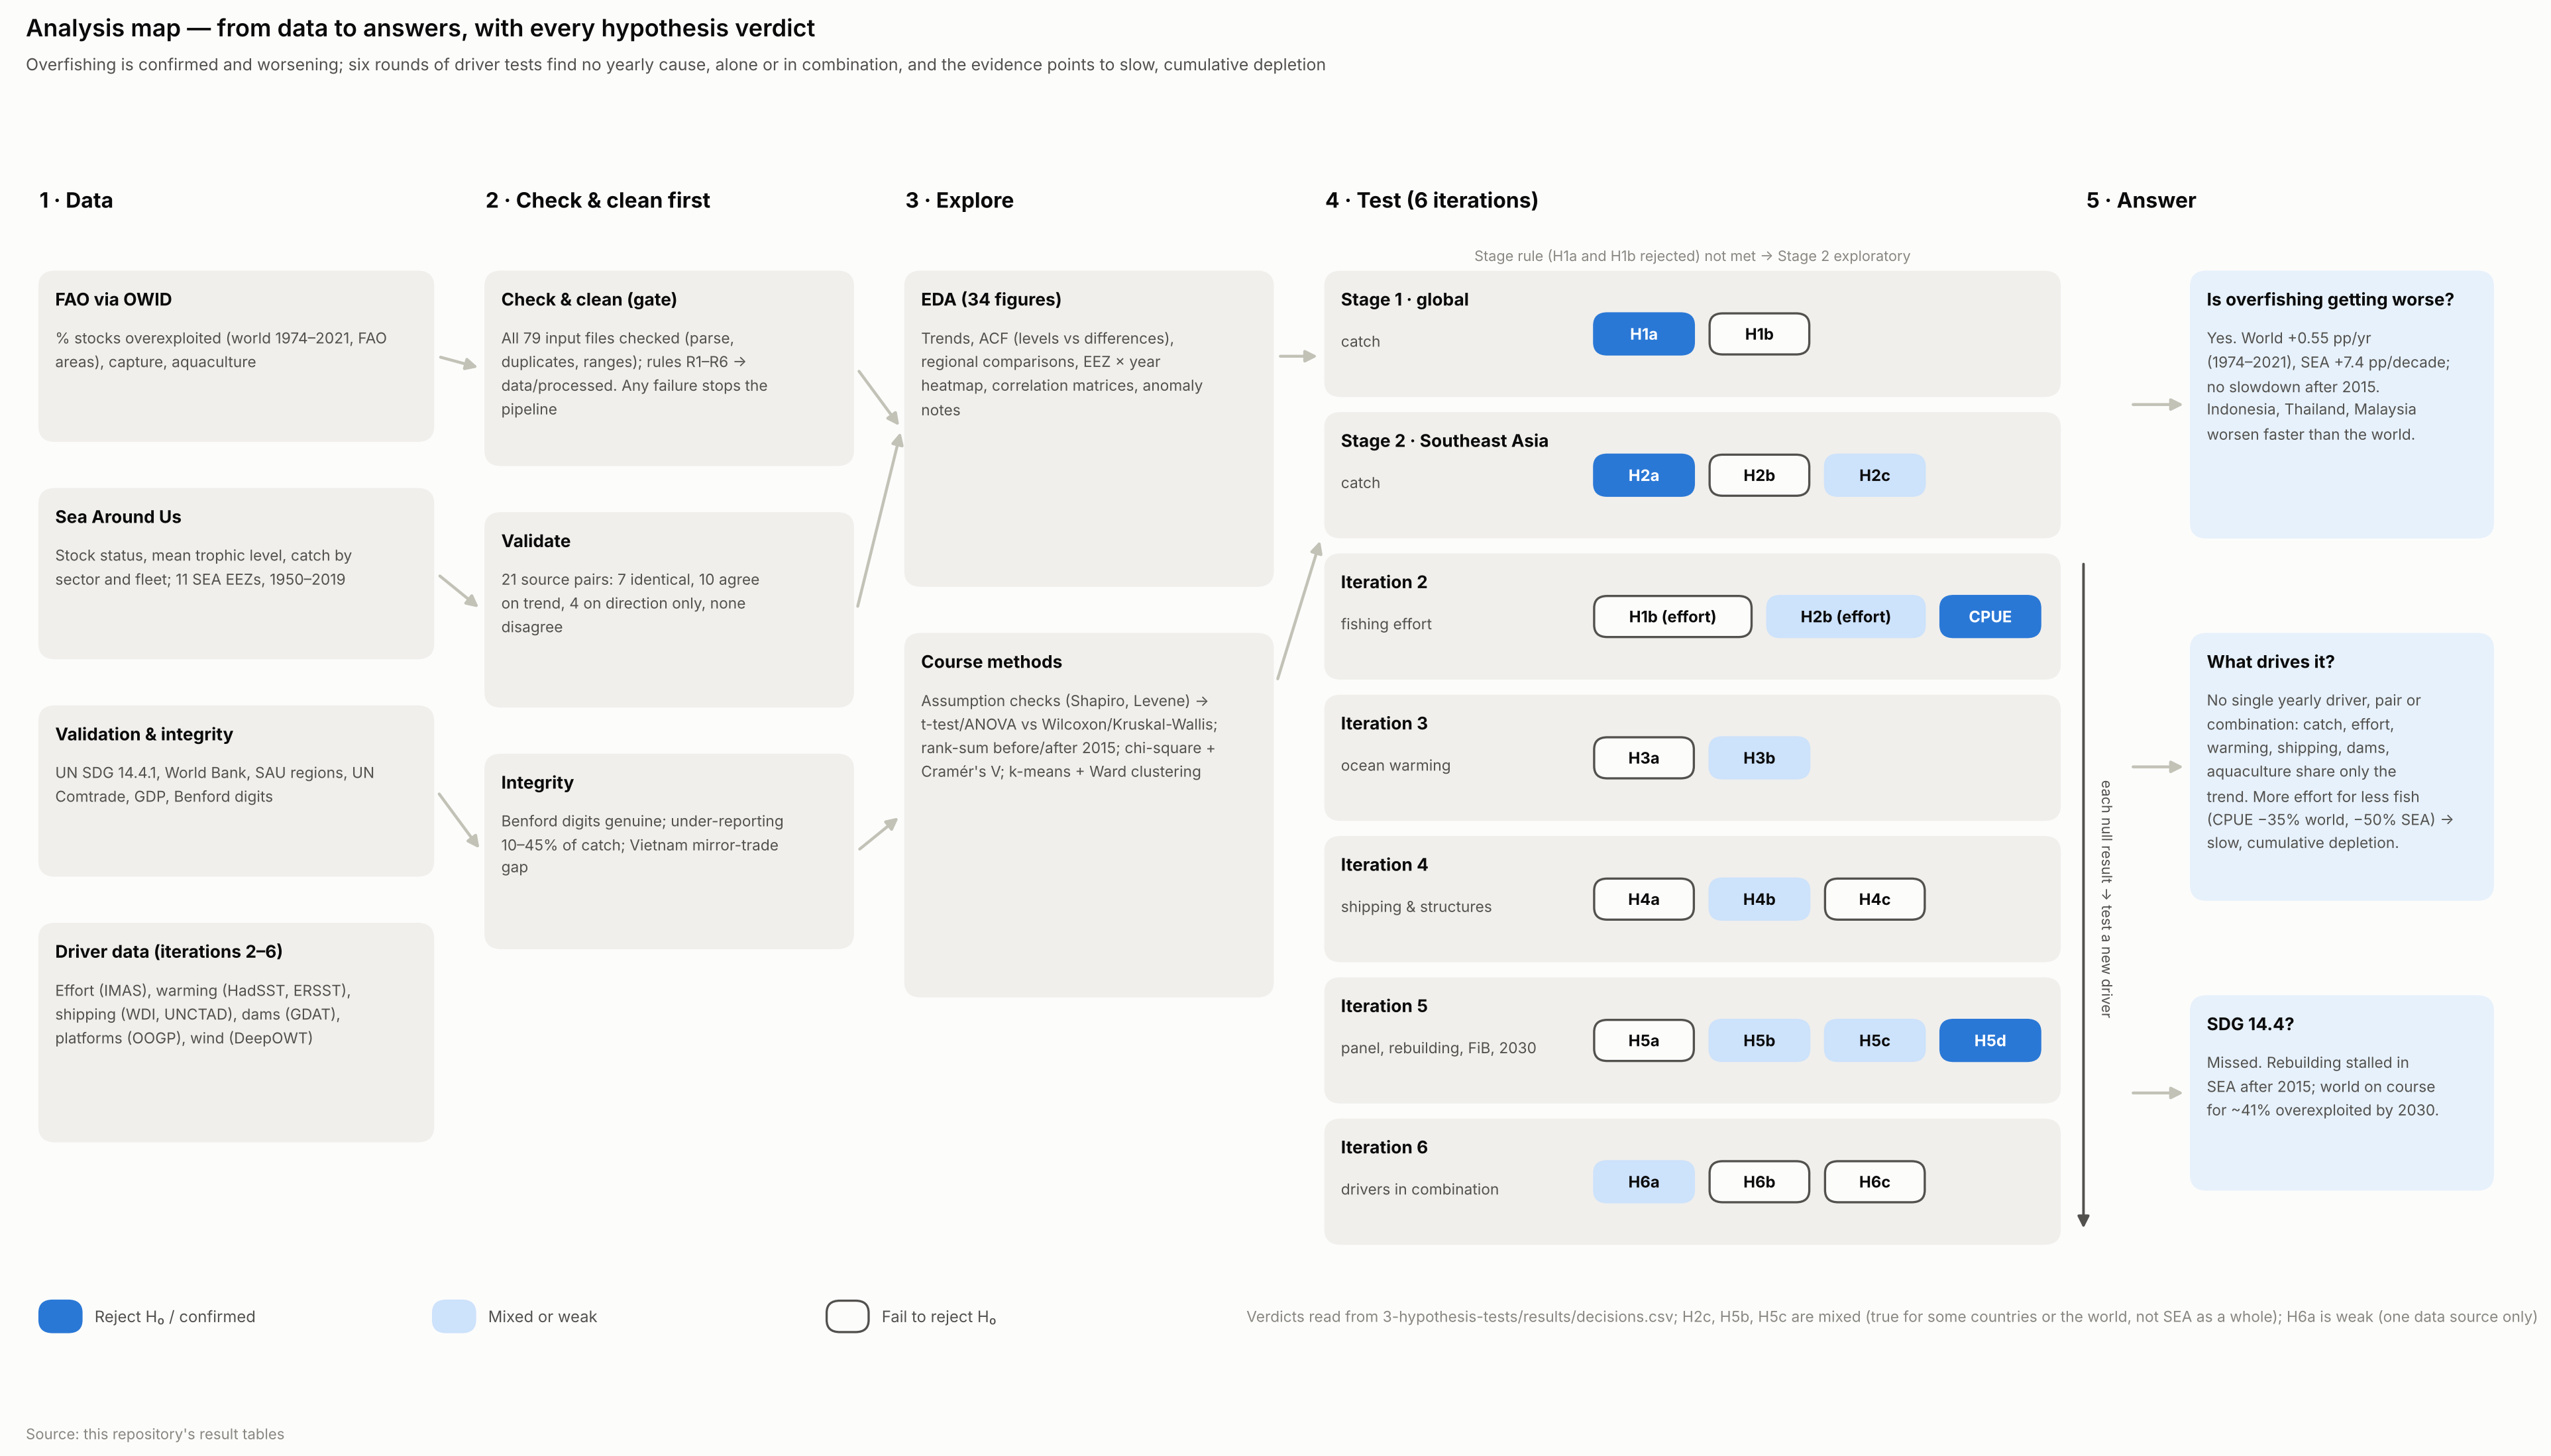 Analysis map — from data to answers, with every hypothesis verdict
Overfishing is confirmed and worsening; six rounds of driver tests find no yearly cause, alone or in combination, and the evidence points to slow, cumulative depletion
1 · Data
FAO via OWID
% stocks overexploited (world 1974–2021, FAO
areas), capture, aquaculture
Sea Around Us
Stock status, mean trophic level, catch by
sector and fleet; 11 SEA EEZs, 1950–2019
Validation & integrity
UN SDG 14.4.1, World Bank, SAU regions, UN
Comtrade, GDP, Benford digits
Driver data (iterations 2–6)
Effort (IMAS), warming (HadSST, ERSST),
shipping (WDI, UNCTAD), dams (GDAT),
platforms (OOGP), wind (DeepOWT)
2 · Check & clean first
Check & clean (gate)
All 79 input files checked (parse,
duplicates, ranges); rules R1–R6 →
data/processed. Any failure stops the
pipeline
Validate
21 source pairs: 7 identical, 10 agree
on trend, 4 on direction only, none
disagree
Integrity
Benford digits genuine; under-reporting
10–45% of catch; Vietnam mirror-trade
gap
3 · Explore
EDA (34 figures)
Trends, ACF (levels vs differences),
regional comparisons, EEZ × year
heatmap, correlation matrices, anomaly
notes
Course methods
Assumption checks (Shapiro, Levene) →
t-test/ANOVA vs Wilcoxon/Kruskal-Wallis;
rank-sum before/after 2015; chi-square +
Cramér's V; k-means + Ward clustering
4 · Test (6 iterations)
Stage rule (H1a and H1b rejected) not met → Stage 2 exploratory
Stage 1 · global
catch
H1a
H1b
Stage 2 · Southeast Asia
catch
H2a
H2b
H2c
Iteration 2
fishing effort
H1b (effort)
H2b (effort)
CPUE
Iteration 3
ocean warming
H3a
H3b
Iteration 4
shipping & structures
H4a
H4b
H4c
Iteration 5
panel, rebuilding, FiB, 2030
H5a
H5b
H5c
H5d
Iteration 6
drivers in combination
H6a
H6b
H6c
each null result → test a new driver
5 · Answer
Is overfishing getting worse?
Yes. World +0.55 pp/yr
(1974–2021), SEA +7.4 pp/decade;
no slowdown after 2015.
Indonesia, Thailand, Malaysia
worsen faster than the world.
What drives it?
No single yearly driver, pair or
combination: catch, effort,
warming, shipping, dams,
aquaculture share only the
trend. More effort for less fish
(CPUE −35% world, −50% SEA) →
slow, cumulative depletion.
SDG 14.4?
Missed. Rebuilding stalled in
SEA after 2015; world on course
for ~41% overexploited by 2030.
Reject H₀ / confirmed
Mixed or weak
Fail to reject H₀
Verdicts read from 3-hypothesis-tests/results/decisions.csv; H2c, H5b, H5c are mixed (true for some countries or the world, not SEA as a whole); H6a is weak (one data source only)
Source: this repository's result tables